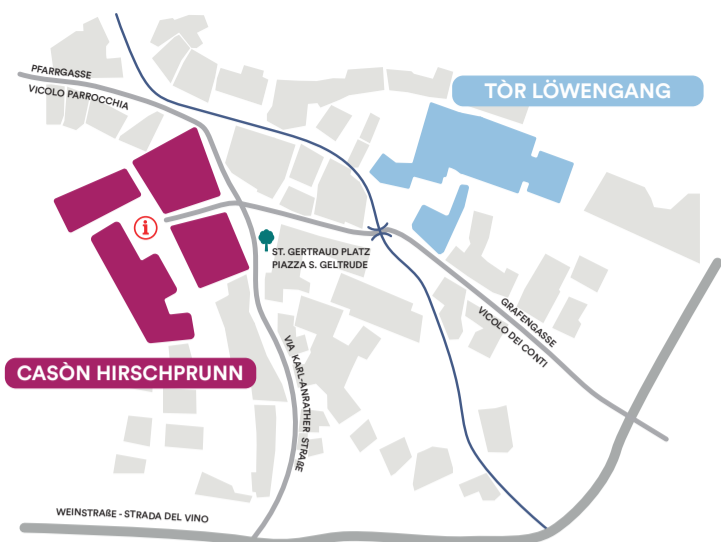 PFARRGASSE
VICOLO PARROCCHIA
TÒR LÖWENGANG
i
ST. GERTRAUD PLATZ
PIAZZA S. GELTRUDE
GRAFENGASSE
VICOLO DEI CONTI
CASÒN HIRSCHPRUNN
VIA KARL-ANRATHER STRAßE
WEINSTRAßE - STRADA DEL VINO